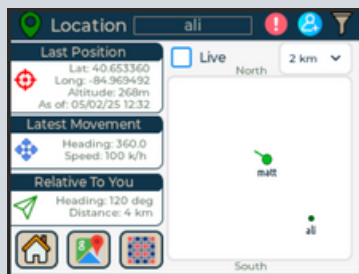 Location ali
Last Position
Lat: 40.653360
Long: -84.969492
Altitude: 268m
As of: 05/02/25 12:32
Latest Movement
Heading: 360.0
Speed: 100 k/h
Relative To You
Heading: 120 deg
Distance: 4 km
Live
2 km
North
matt
ali
South